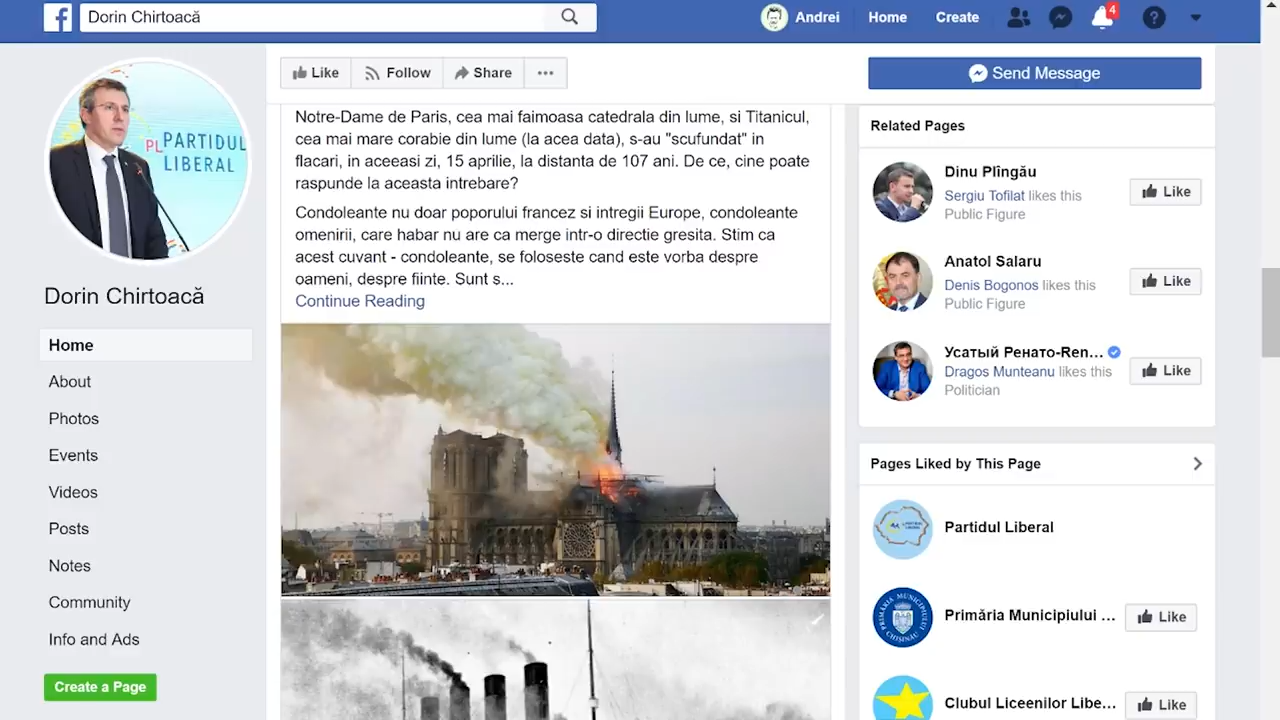 Dorin Chirtoacă
Andrei
Home
Create
4
?
PL PARTIDUL
LIBERAL
Dorin Chirtoacă
Home
About
Photos
Events
Videos
Posts
Notes
Community
Info and Ads
Create a Page
Like
Follow
Share
Send Message
Notre-Dame de Paris, cea mai faimoasa catedrala din lume, si Titanicul,
cea mai mare corabie din lume (la acea data), s-au "scufundat" in
flacari, in aceeasi zi, 15 aprilie, la distanta de 107 ani. De ce, cine poate
raspunde la aceasta intrebare?
Condoleante nu doar poporului francez si intregii Europe, condoleante
omenirii, care habar nu are ca merge intr-o directie gresita. Stim ca
acest cuvant - condoleante, se foloseste cand este vorba despre
oameni, despre fiinte. Sunt s...
Continue Reading
Related Pages
Dinu Plîngău
Sergiu Tofilat likes this
Public Figure
Like
Anatol Salaru
Denis Bogonos likes this
Public Figure
Like
Усатый Ренато-Ren...
Dragos Munteanu likes this
Politician
Like
Pages Liked by This Page
Partidul Liberal
Primăria Municipiului ...
Like
Clubul Liceenilor Libe...
Like